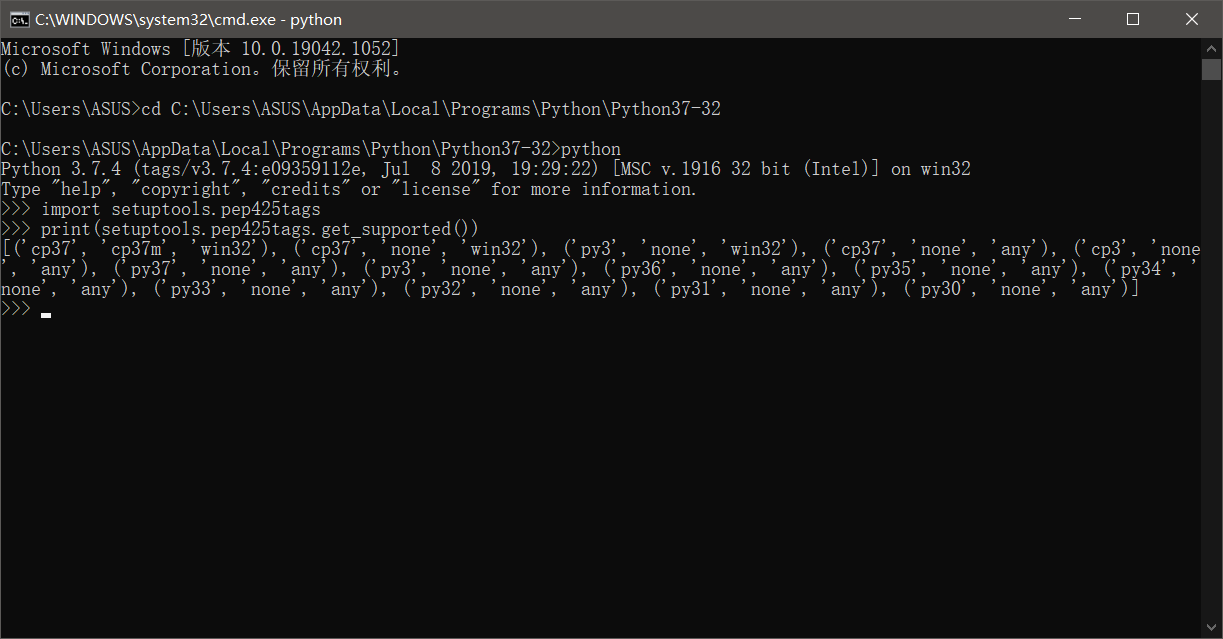 C:\WINDOWS\system32\cmd.exe - python
Microsoft Windows [版本 10.0.19042.1052]
(c) Microsoft Corporation。保留所有权利。
C:\Users\ASUS>cd C:\Users\ASUS\AppData\Local\Programs\Python\Python37-32
C:\Users\ASUS\AppData\Local\Programs\Python\Python37-32>python
Python 3.7.4 (tags/v3.7.4:e09359112e, Jul  8 2019, 19:29:22) [MSC v.1916 32 bit (Intel)] on win32
Type "help", "copyright", "credits" or "license" for more information.
>>> import setuptools.pep425tags
>>> print(setuptools.pep425tags.get_supported())
[('cp37', 'cp37m', 'win32'), ('cp37', 'none', 'win32'), ('py3', 'none', 'win32'), ('cp37', 'none', 'any'), ('cp3', 'none
', 'any'), ('py37', 'none', 'any'), ('py3', 'none', 'any'), ('py36', 'none', 'any'), ('py35', 'none', 'any'), ('py34', '
none', 'any'), ('py33', 'none', 'any'), ('py32', 'none', 'any'), ('py31', 'none', 'any'), ('py30', 'none', 'any')]
>>>